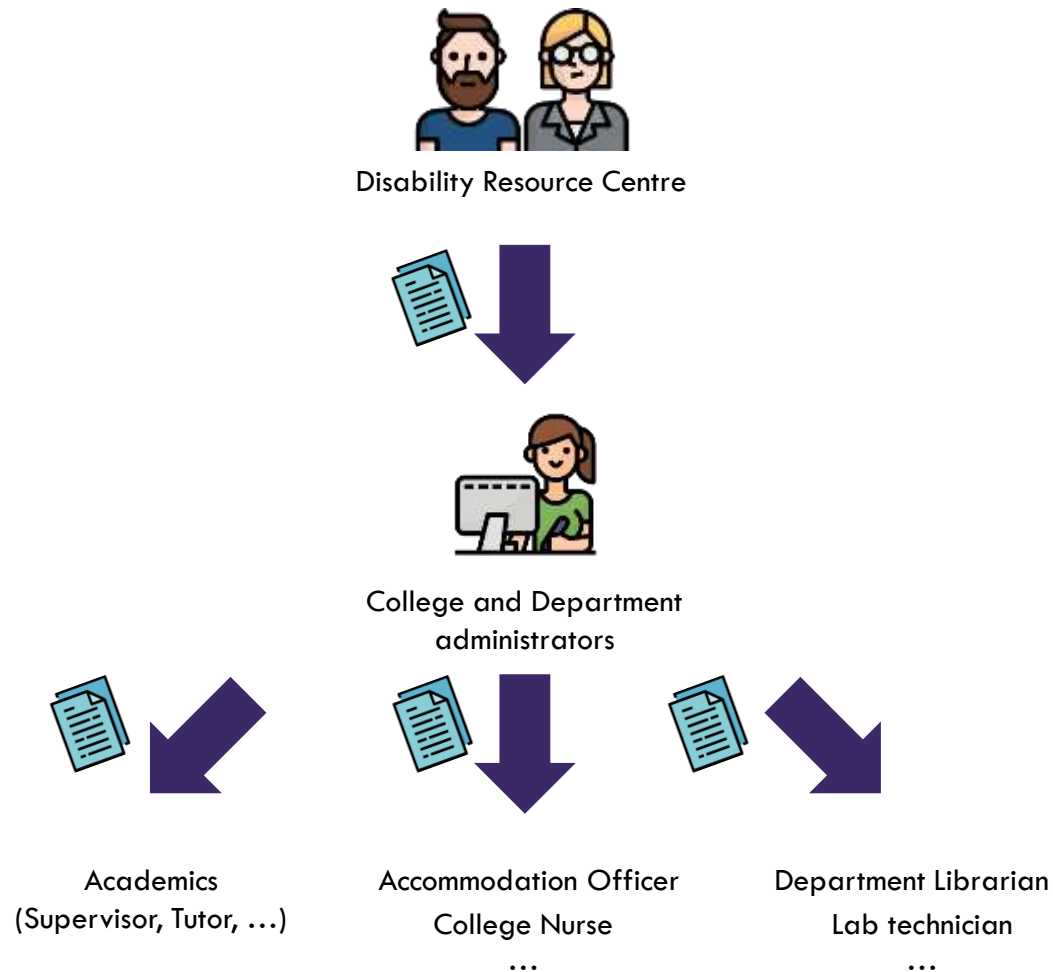 Disability Resource Centre
College and Department
administrators
Academics
(Supervisor, Tutor, ...)
Accommodation Officer
College Nurse
...
Department Librarian
Lab technician
...